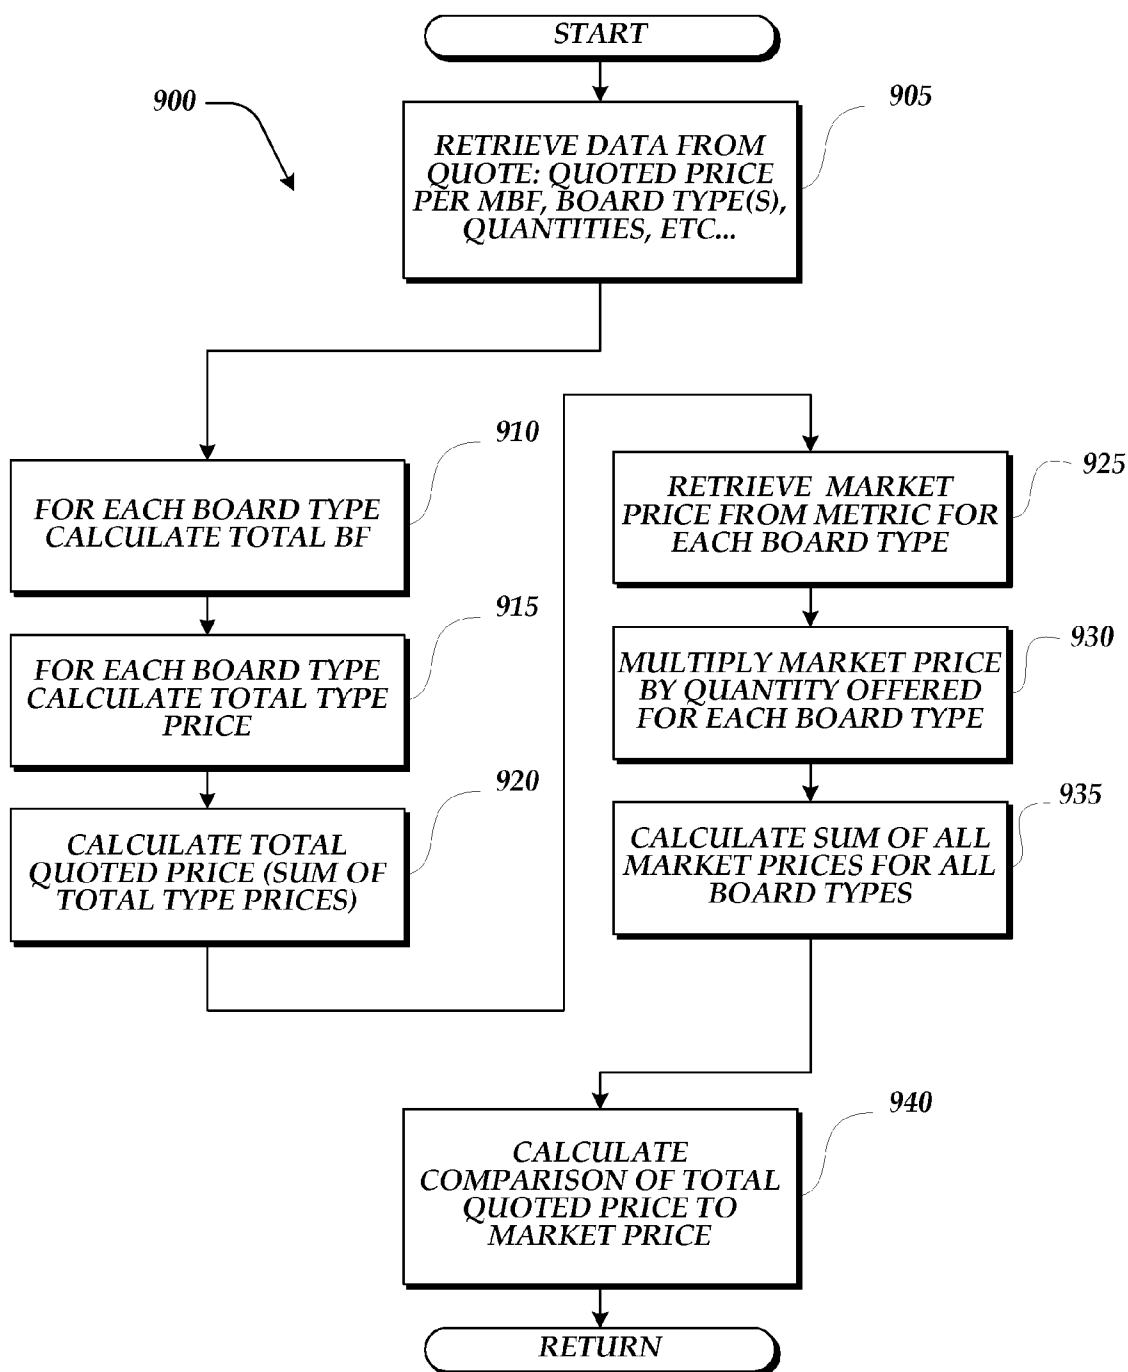 START
900
905
RETRIEVE DATA FROM
QUOTE: QUOTED PRICE
PER MBF, BOARD TYPE(S),
QUANTITIES, ETC...
910
FOR EACH BOARD TYPE
CALCULATE TOTAL BF
915
FOR EACH BOARD TYPE
CALCULATE TOTAL TYPE
PRICE
920
CALCULATE TOTAL
QUOTED PRICE (SUM OF
TOTAL TYPE PRICES)
925
RETRIEVE MARKET
PRICE FROM METRIC FOR
EACH BOARD TYPE
930
MULTIPLY MARKET PRICE
BY QUANTITY OFFERED
FOR EACH BOARD TYPE
935
CALCULATE SUM OF ALL
MARKET PRICES FOR ALL
BOARD TYPES
940
CALCULATE
COMPARISON OF TOTAL
QUOTED PRICE TO
MARKET PRICE
RETURN